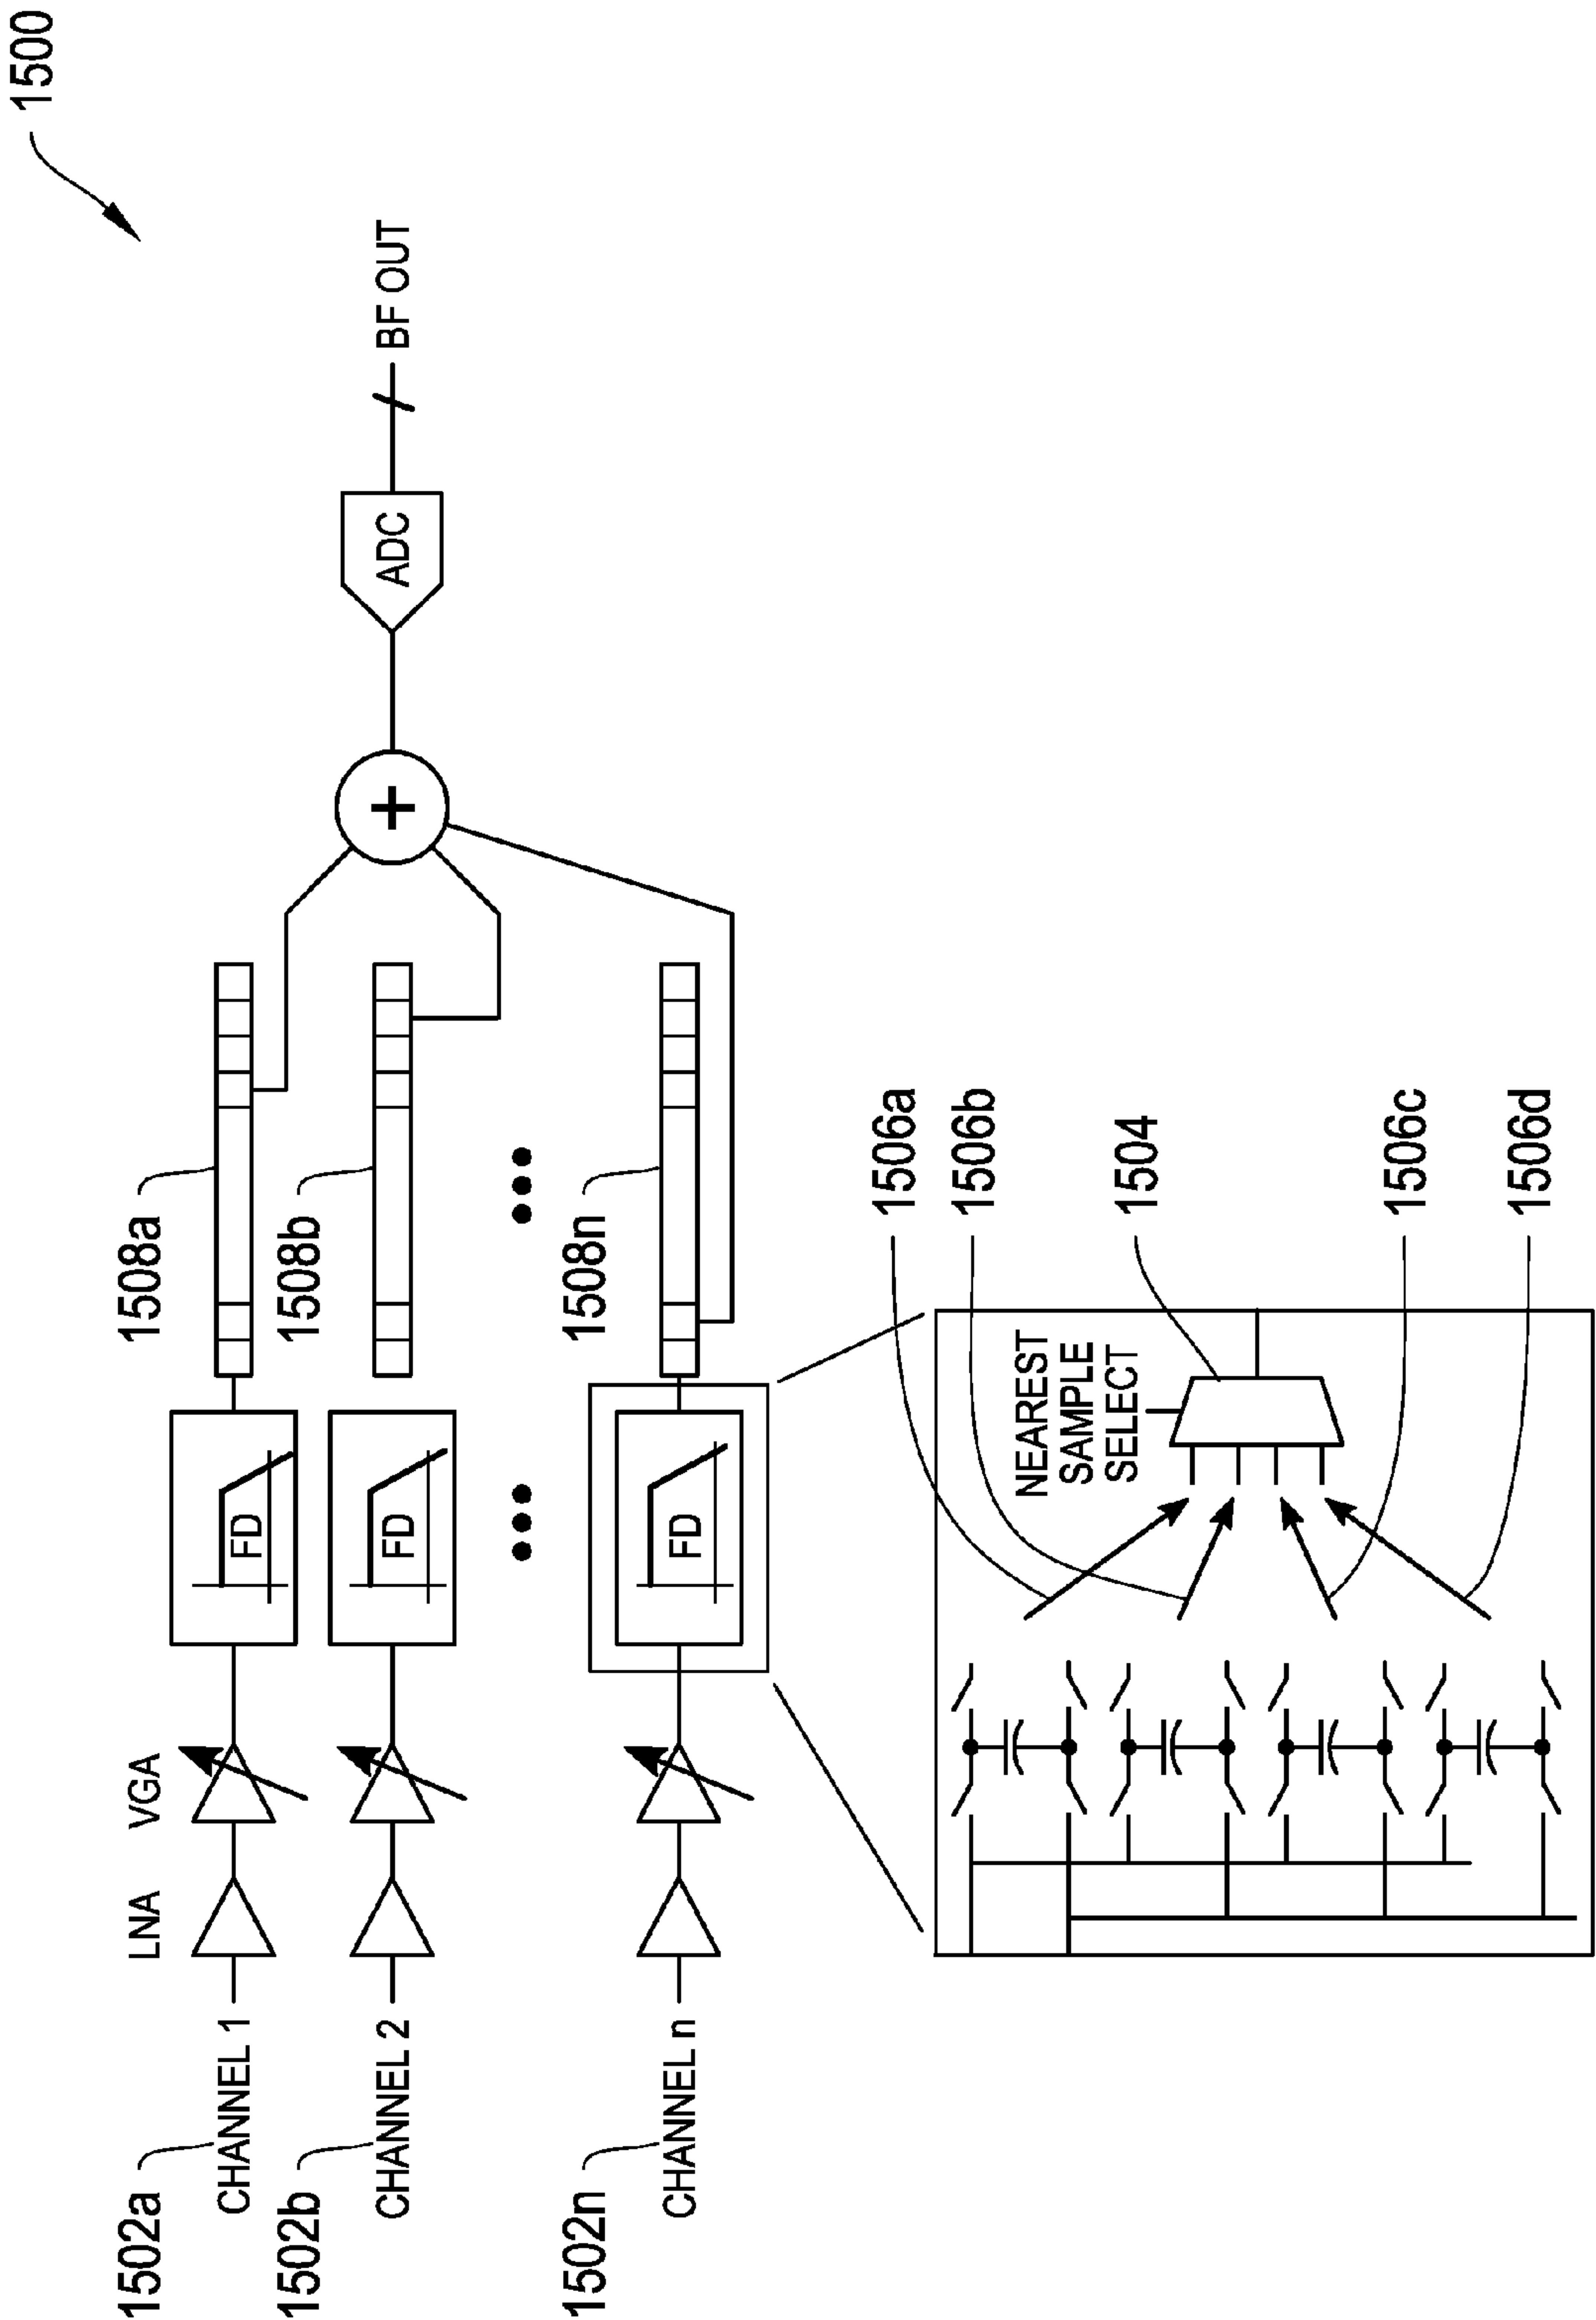 1500
1502a
CHANNEL 1
LNA
VGA
FD
1508a
1502b
CHANNEL 2
FD
1508b
ADC
BF OUT
+
1502n
CHANNEL n
FD
1508n
1506a
1506b
1504
1506c
1506d
NEAREST
SAMPLE
SELECT